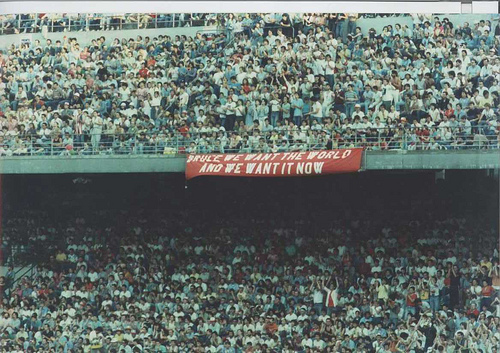 BRUCE WE WANT THE WORLD
AND WE WANT IT NOW